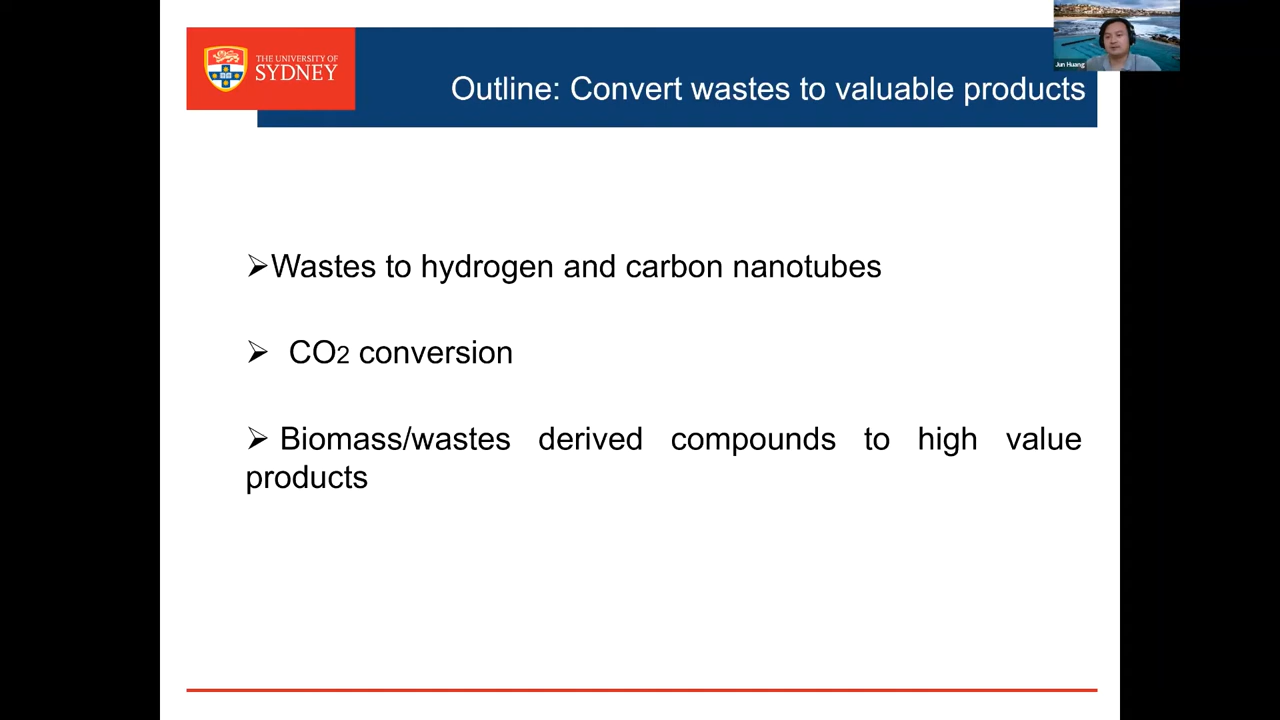 THE UNIVERSITY OF
SYDNEY
Outline: Convert wastes to valuable products
Jun Huang
➢Wastes to hydrogen and carbon nanotubes
➢ CO2 conversion
➢ Biomass/wastes derived compounds to high value
products